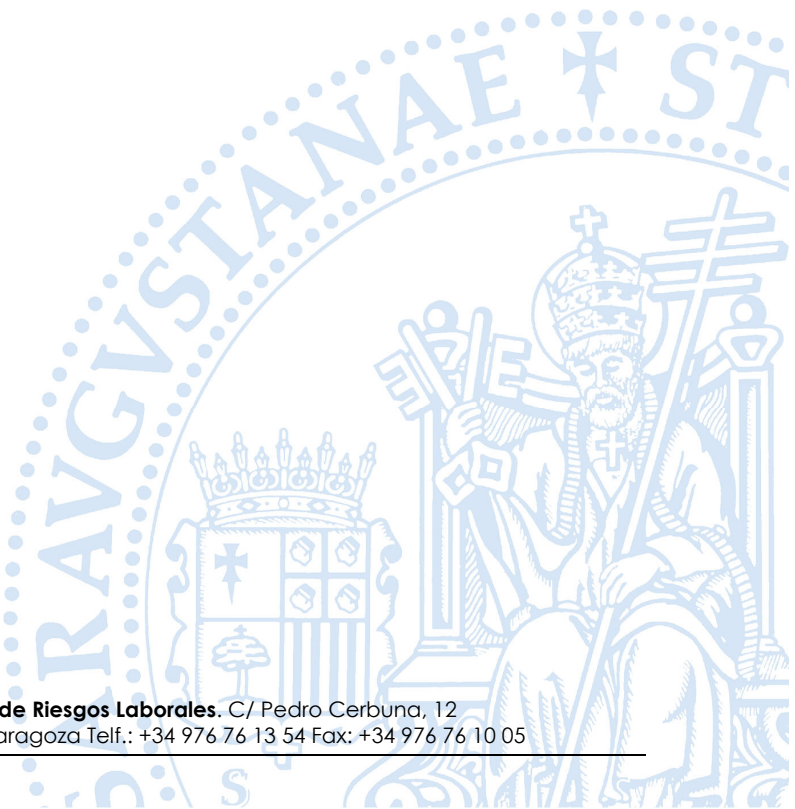 RAVGVSTANAE ST
de Riesgos Laborales. C/ Pedro Cerbuna, 12
aragoza Telf.: +34 976 76 13 54 Fax: +34 976 76 10 05
S